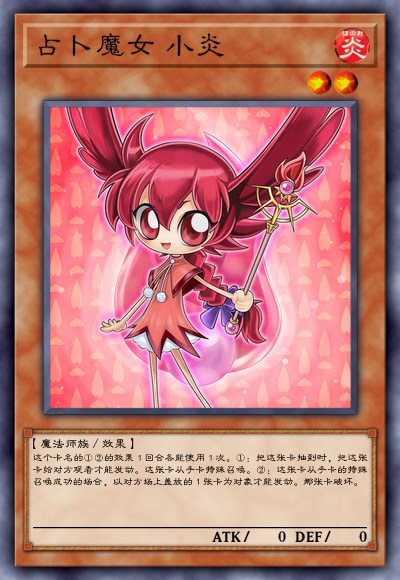 占卜魔女 小炎
ほのお
炎
【魔法师族／效果】
这个卡名的①②的效果1回合各能使用1次。①：把这张卡抽到时，把这张
卡给对方观看才能发动。这张卡从手卡特殊召唤。②：这张卡从手卡的特殊
召唤成功的场合，以对方场上盖放的1张卡为对象才能发动。那张卡破坏。
ATK/ 0 DEF/ 0